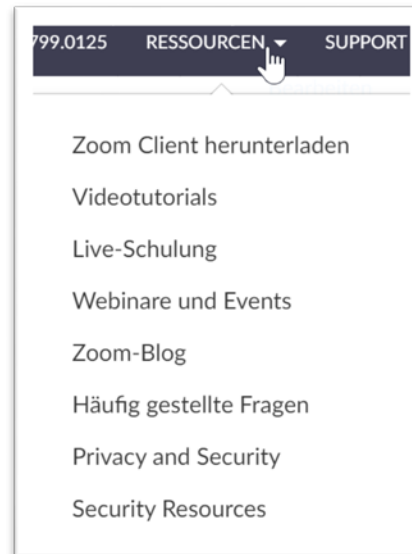 799.0125 RESSOURCEN SUPPORT
Zoom Client herunterladen
Videotutorials
Live-Schulung
Webinare und Events
Zoom-Blog
Häufig gestellte Fragen
Privacy and Security
Security Resources